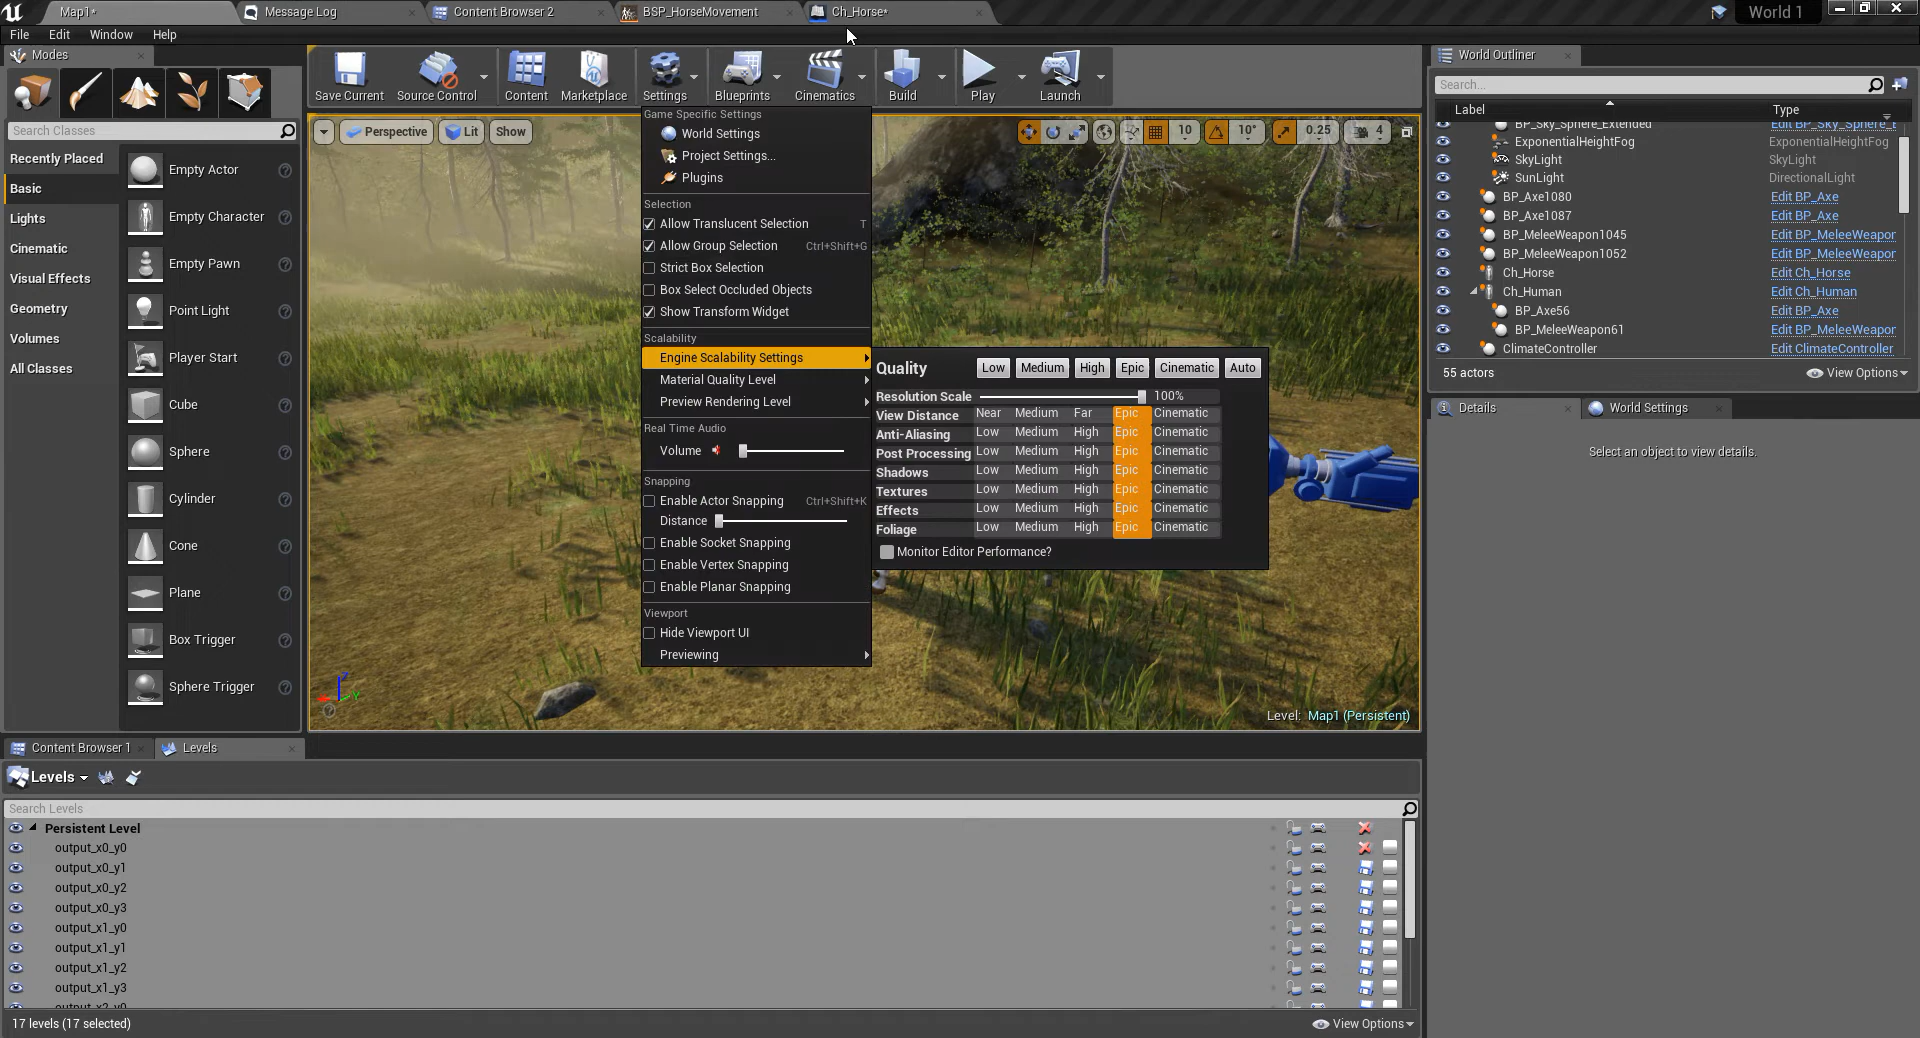 Map1*
Message Log
Content Browser 2
BSP_HorseMovement
Ch_Horse*
World 1
File
Edit
Window
Help
Modes
Search Classes
Recently Placed
Basic
Lights
Cinematic
Visual Effects
Geometry
Volumes
All Classes
Empty Actor
Empty Character
Empty Pawn
Point Light
Player Start
Cube
Sphere
Cylinder
Cone
Plane
Box Trigger
Sphere Trigger
Save Current
Source Control
Content
Marketplace
Settings
Blueprints
Cinematics
Build
Play
Launch
Perspective
Lit
Show
10
10°
0.25
4
Game Specific Settings
World Settings
Project Settings...
Plugins
Selection
Allow Translucent Selection T
Allow Group Selection Ctrl+Shift+G
Strict Box Selection
Box Select Occluded Objects
Show Transform Widget
Scalability
Engine Scalability Settings
Material Quality Level
Preview Rendering Level
Real Time Audio
Volume
Snapping
Enable Actor Snapping Ctrl+Shift+K
Distance
Enable Socket Snapping
Enable Vertex Snapping
Enable Planar Snapping
Viewport
Hide Viewport UI
Previewing
Quality Low Medium High Epic Cinematic Auto
Resolution Scale 100%
View Distance Near Medium Far Epic Cinematic
Anti-Aliasing Low Medium High Epic Cinematic
Post Processing Low Medium High Epic Cinematic
Shadows Low Medium High Epic Cinematic
Textures Low Medium High Epic Cinematic
Effects Low Medium High Epic Cinematic
Foliage Low Medium High Epic Cinematic
Monitor Editor Performance?
Z
Y
Level: Map1 (Persistent)
World Outliner
Search...
Label Type
BP_Sky_Sphere_Extended Edit BP_Sky_Sphere_E
ExponentialHeightFog ExponentialHeightFog
SkyLight SkyLight
SunLight DirectionalLight
BP_Axe1080 Edit BP_Axe
BP_Axe1087 Edit BP_Axe
BP_MeleeWeapon1045 Edit BP_MeleeWeapor
BP_MeleeWeapon1052 Edit BP_MeleeWeapor
Ch_Horse Edit Ch_Horse
Ch_Human Edit Ch_Human
BP_Axe56 Edit BP_Axe
BP_MeleeWeapon61 Edit BP_MeleeWeapor
ClimateController Edit ClimateController
55 actors
View Options
Details
World Settings
Select an object to view details.
Content Browser 1
Levels
Levels
Search Levels
Persistent Level
output_x0_y0
output_x0_y1
output_x0_y2
output_x0_y3
output_x1_y0
output_x1_y1
output_x1_y2
output_x1_y3
output_x2_y0
17 levels (17 selected)
View Options